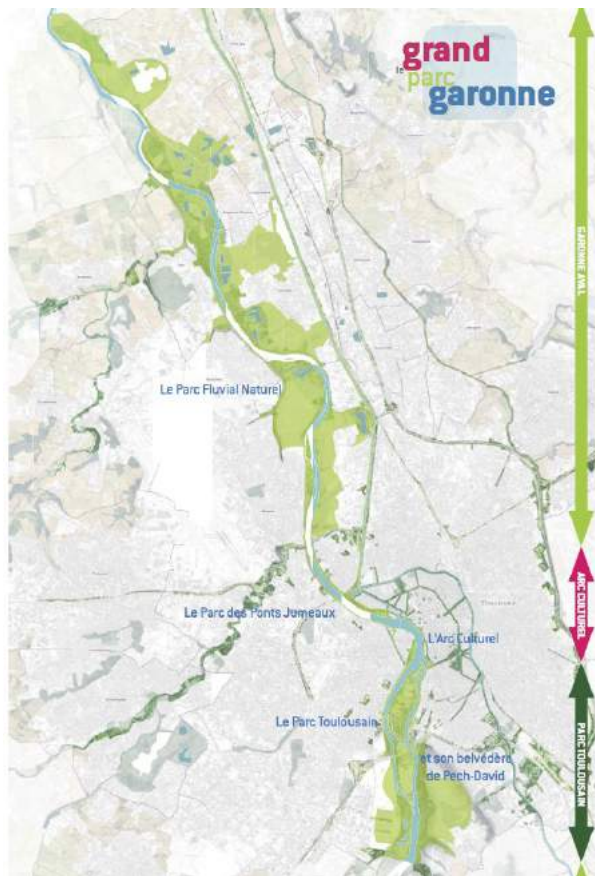 le grand
parc
garonne
GARONNE AVAL
Le Parc Fluvial Naturel
ARC CULTUREL
Le Parc des Ponts Jumeaux
Toulouse
L'Arc Culturel
PARC TOULOUSAIN
Le Parc Toulousain
et son belvédère
de Pech-David